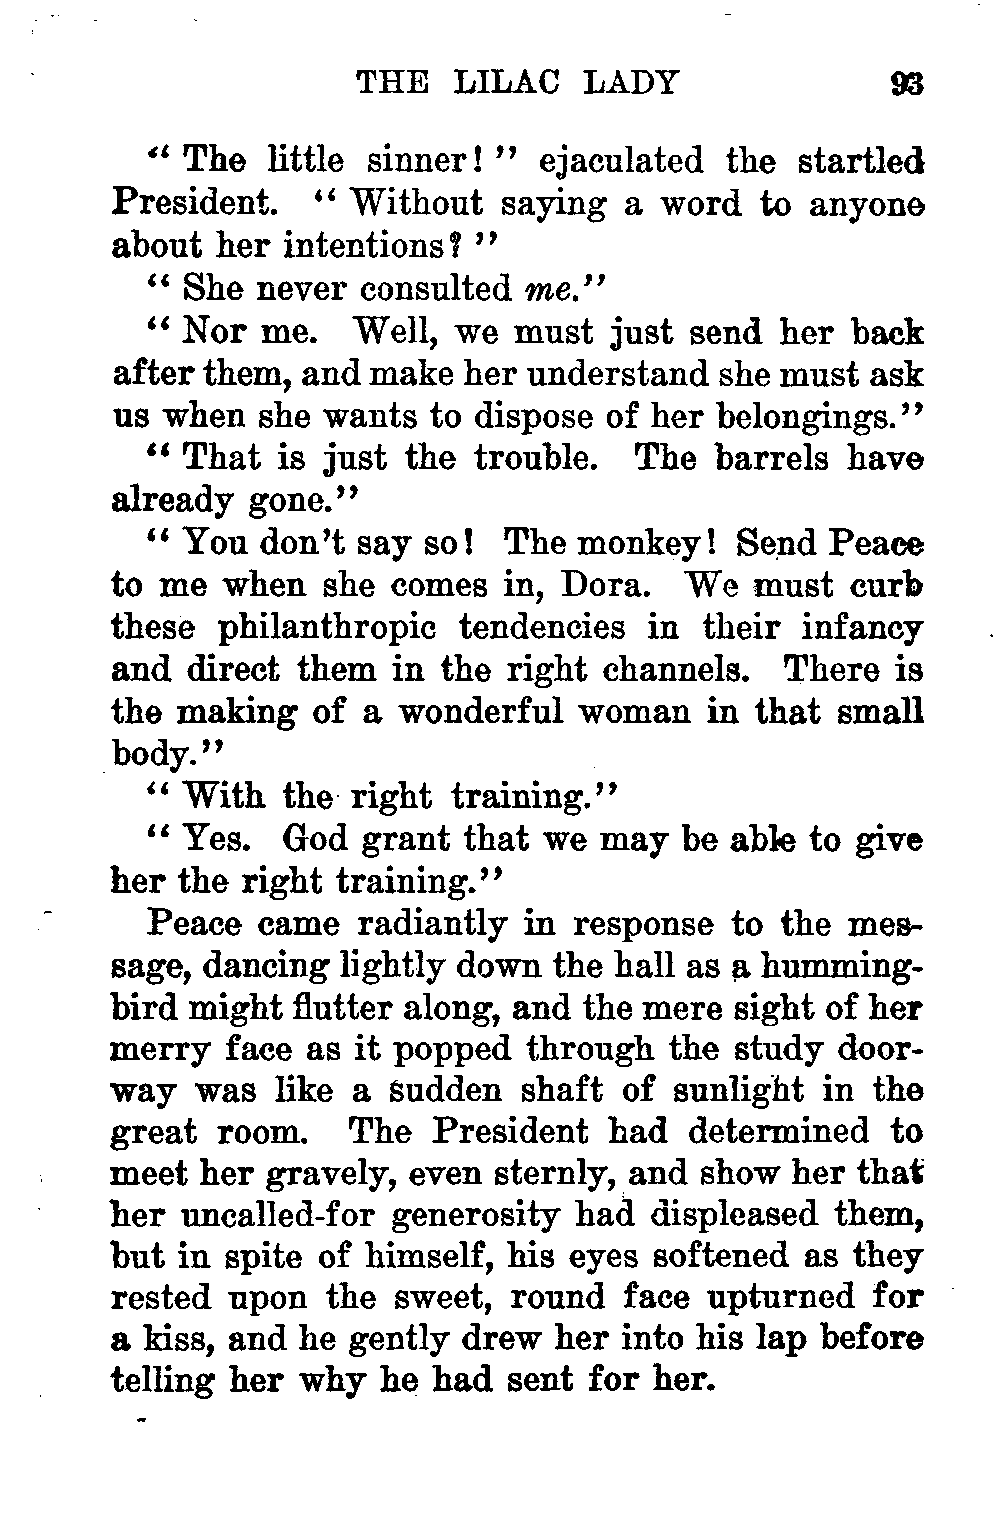 THE LILAC LADY 93
“ The little sinner! ” ejaculated the startled
President. “ Without saying a word to anyone
about her intentions? ”
“ She never consulted me.”
“ Nor me. Well, we must just send her back
after them, and make her understand she must ask
us when she wants to dispose of her belongings.”
“ That is just the trouble. The barrels have
already gone.”
“ You don’t say so! The monkey! Send Peace
to me when she comes in, Dora. We must curb
these philanthropic tendencies in their infancy
and direct them in the right channels. There is
the making of a wonderful woman in that small
body.”
“ With the right training.”
“ Yes. God grant that we may be able to give
her the right training.”
Peace came radiantly in response to the mes-
sage, dancing lightly down the hall as a humming-
bird might flutter along, and the mere sight of her
merry face as it popped through the study door-
way was like a sudden shaft of sunlight in the
great room. The President had determined to
meet her gravely, even sternly, and show her that
her uncalled-for generosity had displeased them,
but in spite of himself, his eyes softened as they
rested upon the sweet, round face upturned for
a kiss, and he gently drew her into his lap before
telling her why he had sent for her.